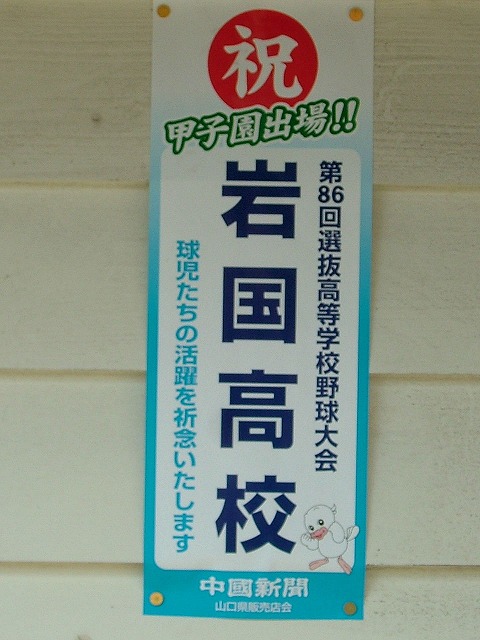 祝
甲子園出場!!
第86回選抜高等学校野球大会
岩国高校
球児たちの活躍を祈念いたします
中國新聞
山口県販売店会